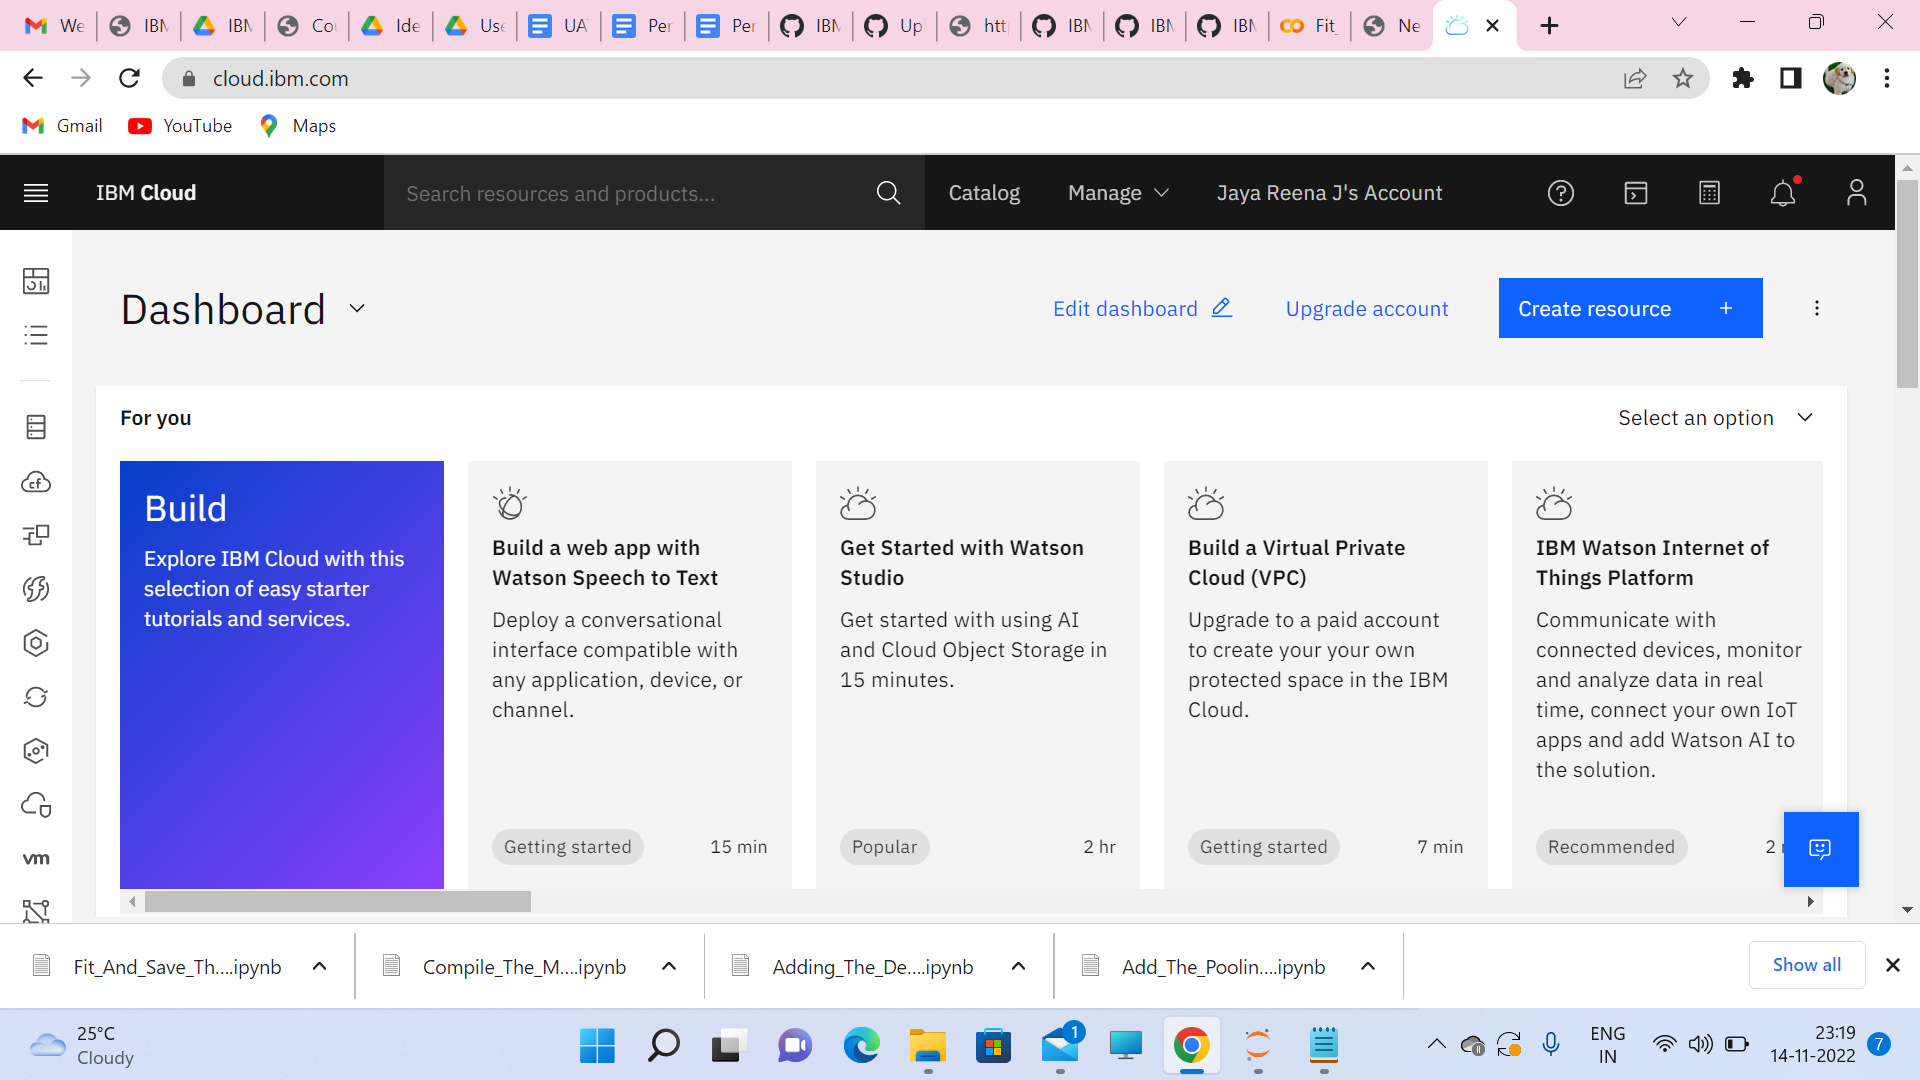 We
IBM
IBM
Cou
Ide
Use
UA
Per
Per
IBM
Upl
http
IBM
IBM
IBM
Fit_
Ne
cloud.ibm.com
Gmail
YouTube
Maps
IBM Cloud
Search resources and products...
Catalog
Manage
Jaya Reena J's Account
Dashboard
Edit dashboard
Upgrade account
Create resource +
For you
Select an option
Build
Explore IBM Cloud with this
selection of easy starter
tutorials and services.
Build a web app with
Watson Speech to Text
Deploy a conversational
interface compatible with
any application, device, or
channel.
Getting started
15 min
Get Started with Watson
Studio
Get started with using AI
and Cloud Object Storage in
15 minutes.
Popular
2 hr
Build a Virtual Private
Cloud (VPC)
Upgrade to a paid account
to create your your own
protected space in the IBM
Cloud.
Getting started
7 min
IBM Watson Internet of
Things Platform
Communicate with
connected devices, monitor
and analyze data in real
time, connect your own IoT
apps and add Watson AI to
the solution.
Recommended
2
vm
Fit_And_Save_Th....ipynb
Compile_The_M....ipynb
Adding_The_De....ipynb
Add_The_Poolin....ipynb
Show all
25°C
Cloudy
1
ENG
IN
23:19
14-11-2022
7